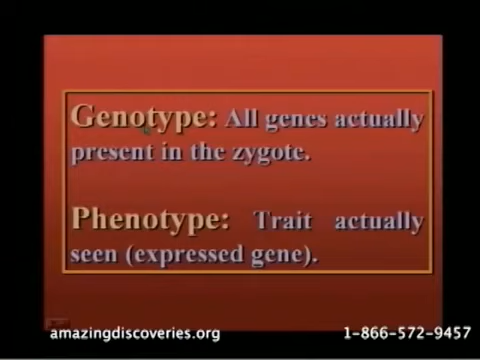 Genotype: All genes actually
present in the zygote.
Phenotype: Trait actually
seen (expressed gene).
amazingdiscoveries.org 1-866-572-9457